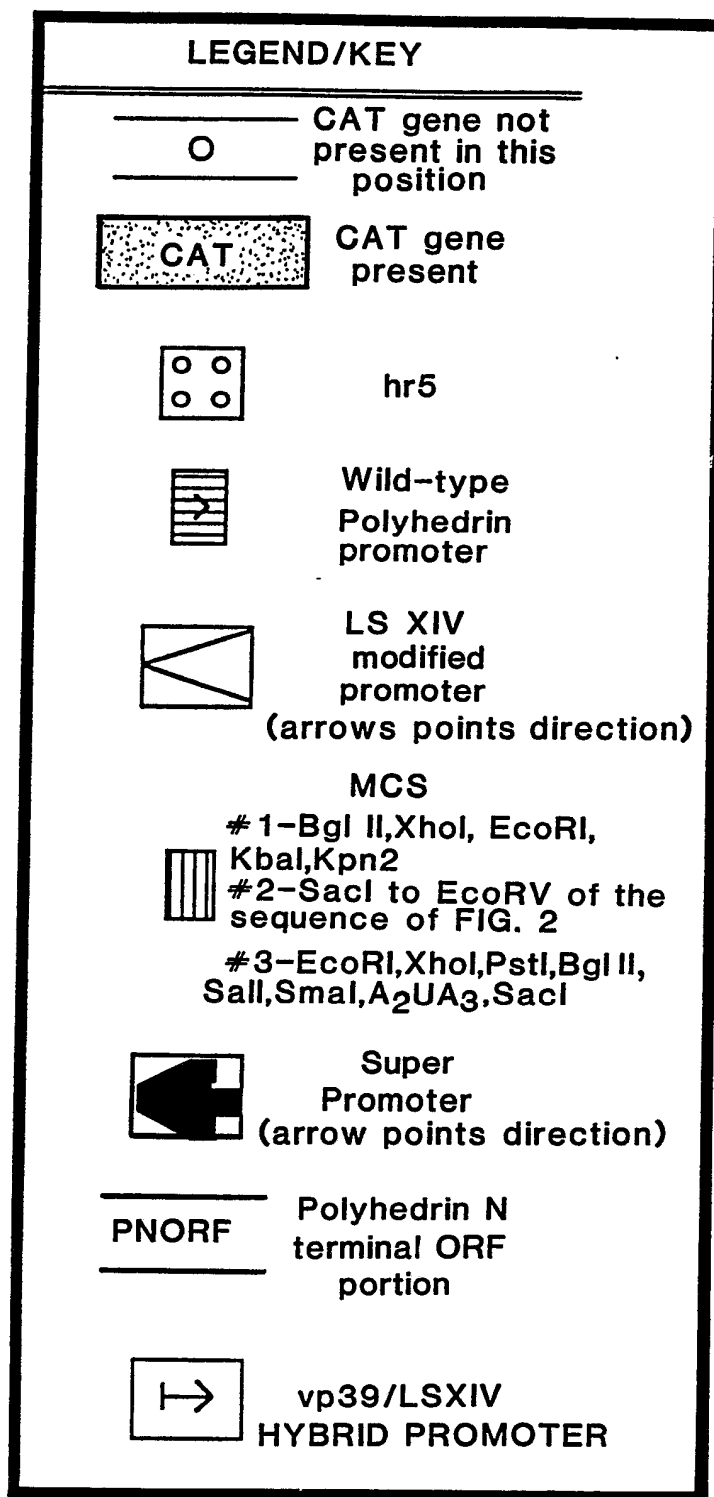 LEGEND/KEY
CAT gene not
O present in this
position
CAT CAT gene
present
hr5
Wild-type
Polyhedrin
promoter
LS XIV
modified
promoter
(arrows points direction)
MCS
#1-Bgl II,XhoI, EcoRI,
KbaI,Kpn2
#2-SacI to EcoRV of the
sequence of FIG. 2
#3-EcoRI,XhoI,PstI,Bgl II,
SalI,SmaI,A₂UA₃,SacI
Super
Promoter
(arrow points direction)
PNORF Polyhedrin N
terminal ORF
portion
vp39/LSXIV
HYBRID PROMOTER